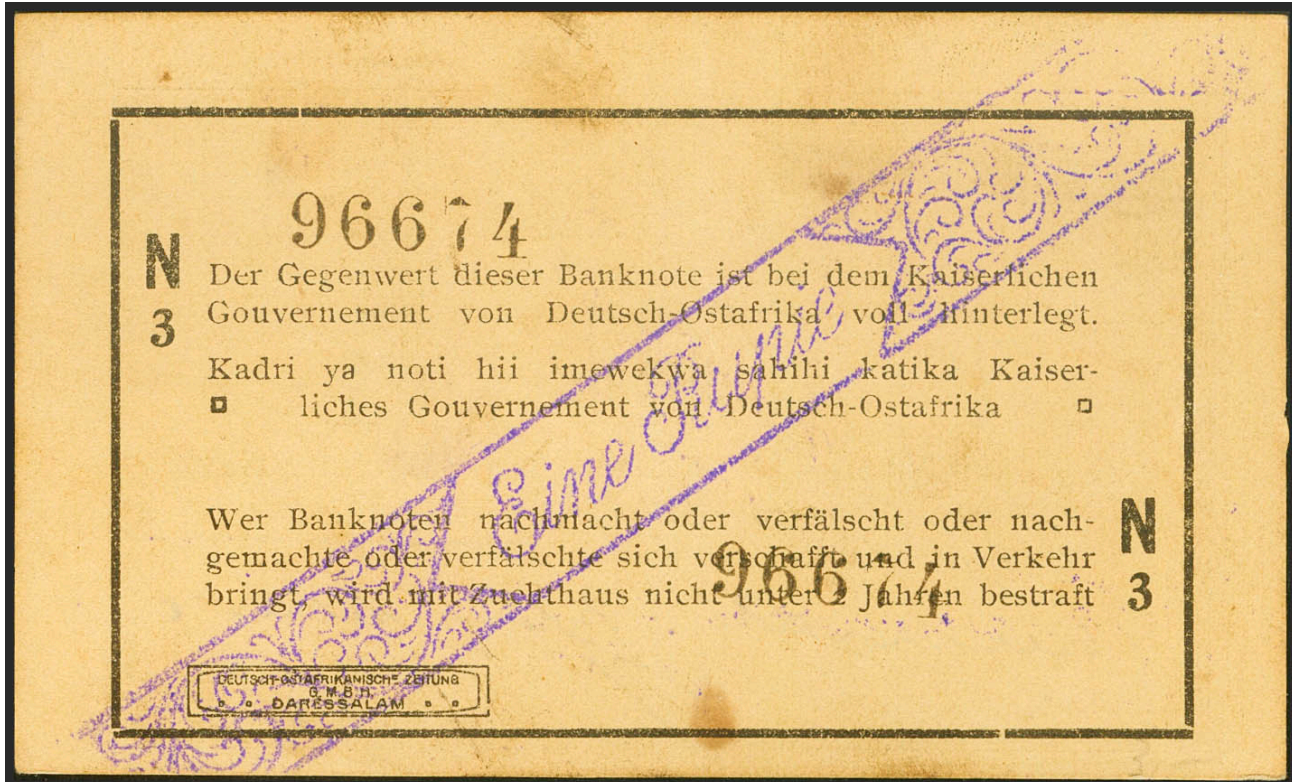 96674
N
3
Der Gegenwert dieser Banknote ist bei dem Kaiserlichen
Gouvernement von Deutsch-Ostafrika voll hinterlegt.
Kadri ya noti hii imewekwa sahihi katika Kaiser-
liches Gouvernement von Deutsch-Ostafrika
Eine Rupie
Wer Banknoten nachmacht oder verfälscht oder nach-
gemachte oder verfälschte sich verschafft und in Verkehr
bringt, wird mit Zuchthaus nicht unter 2 Jahren bestraft
N
3
96674
DEUTSCH-OSTAFRIKANISCHE ZEITUNG
G.M.B.H.
DARESSALAM